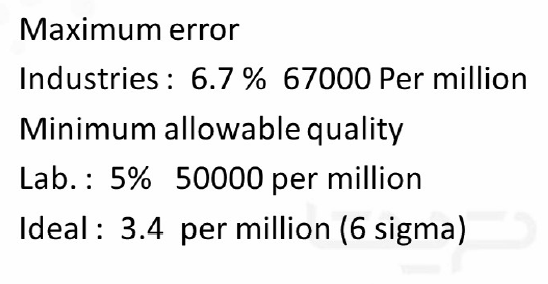 Maximum error
Industries : 6.7 % 67000 Per million
Minimum allowable quality
Lab. : 5% 50000 per million
Ideal : 3.4 per million (6 sigma)